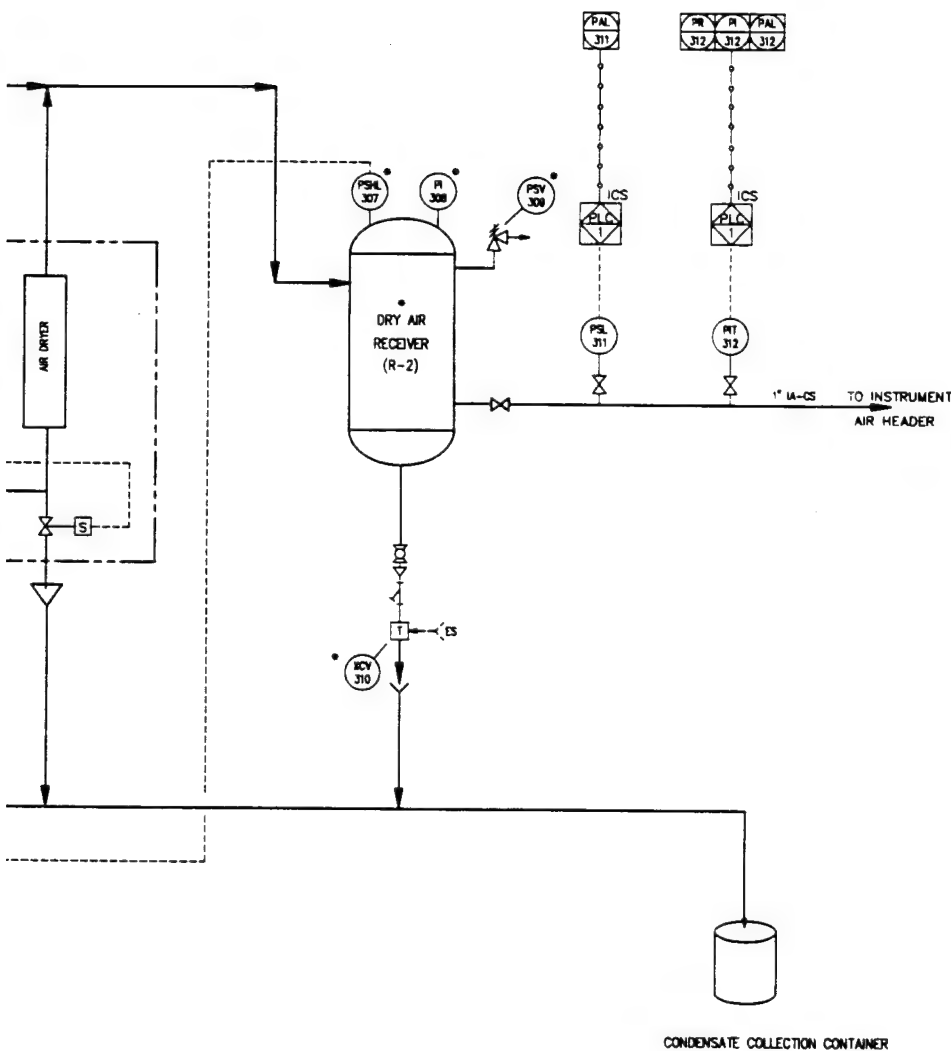 PAL
311
PR
312
PI
312
PAL
312
ICS
PLC
1
ICS
PLC
1
PSHL
307
PI
308
PSV
309
PSL
311
PIT
312
AIR DRYER
*
DRY AIR
RECEIVER
(R-2)
1" IA-CS
TO INSTRUMENT
AIR HEADER
S
T
ES
XCV
310
CONDENSATE COLLECTION CONTAINER